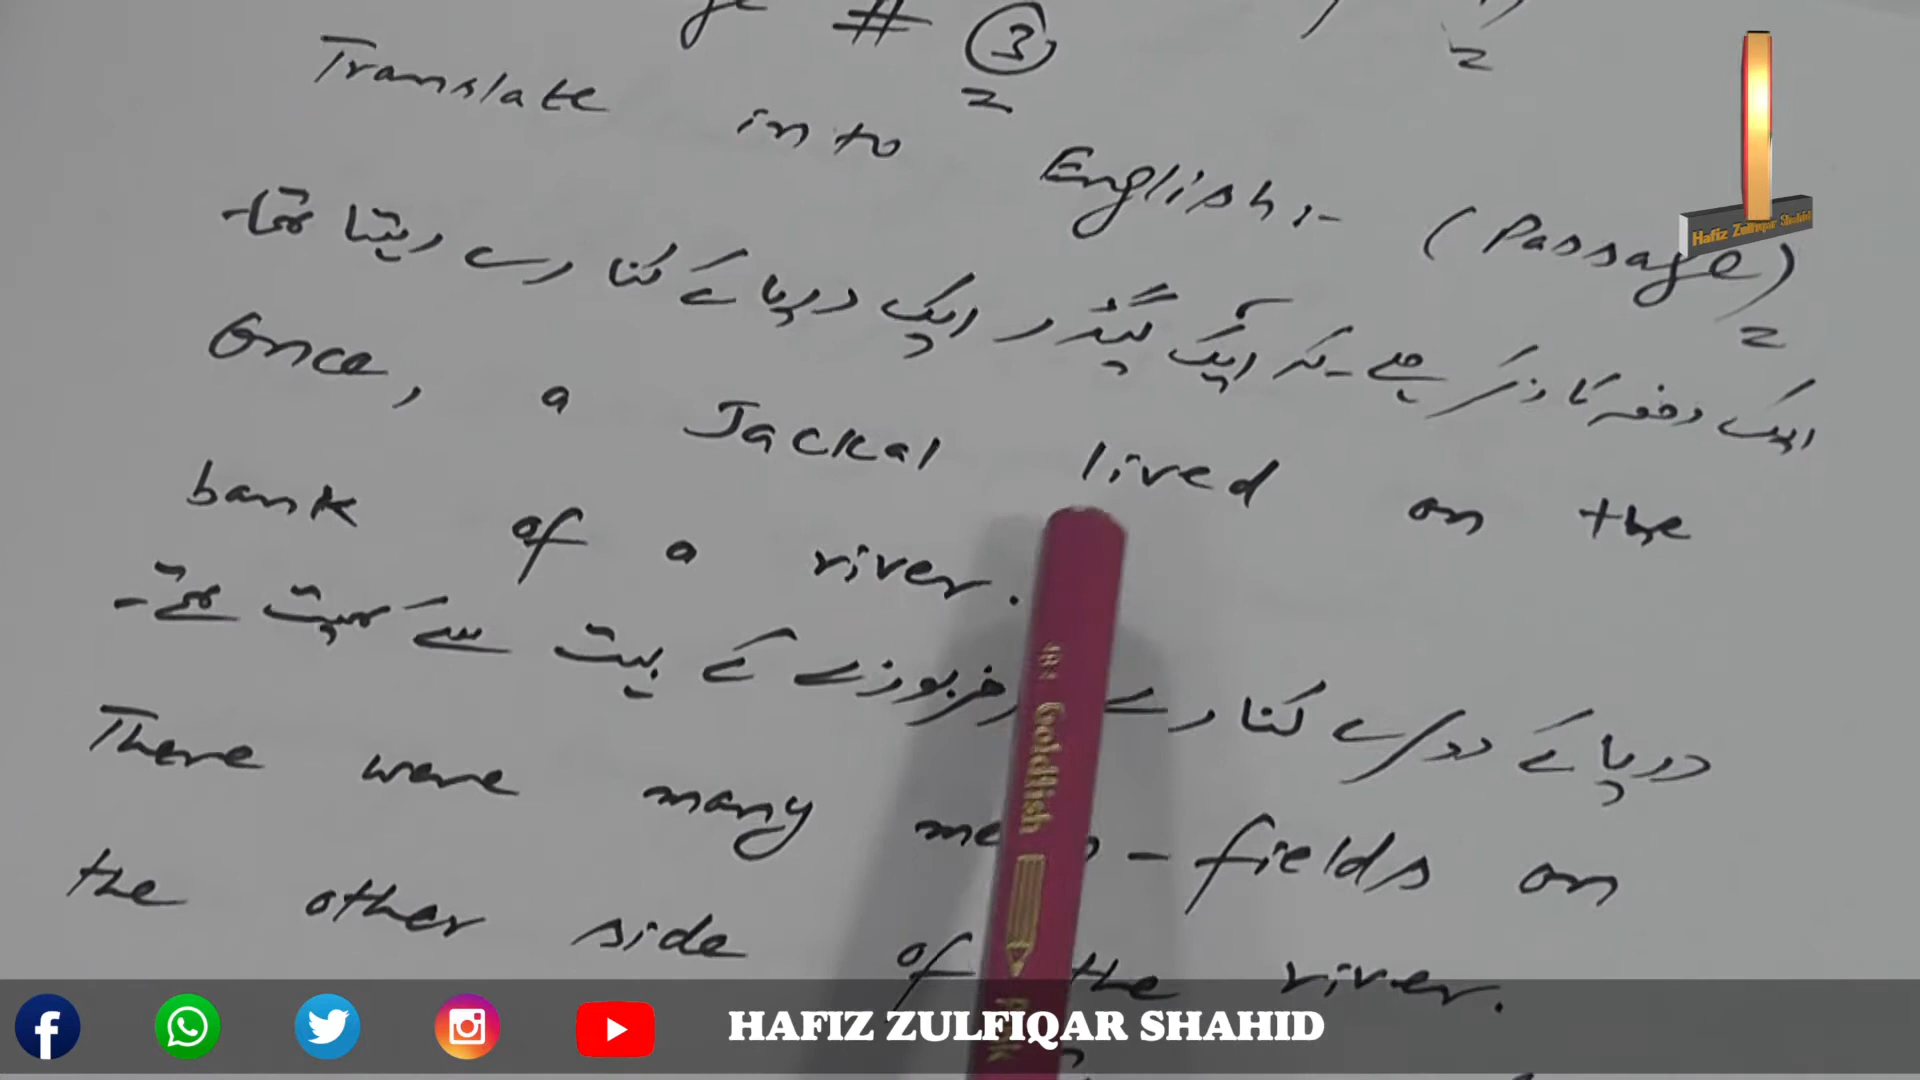 # 3
Translate into English:- (Passage)
Hafiz Zulfiqar Shahid
ایک دفعہ کا ذکر ہے۔ کہ ایک گیڈر ایک دریا کے کنارے رہتا تھا۔
Once, a Jackal lived on the
bank of a river.
دریا کے دوسرے کنارے خربوزے کے بہت سے کھیت تھے۔
There were many - fields on
the other side of the river.
Goldfish
HAFIZ ZULFIQAR SHAHID